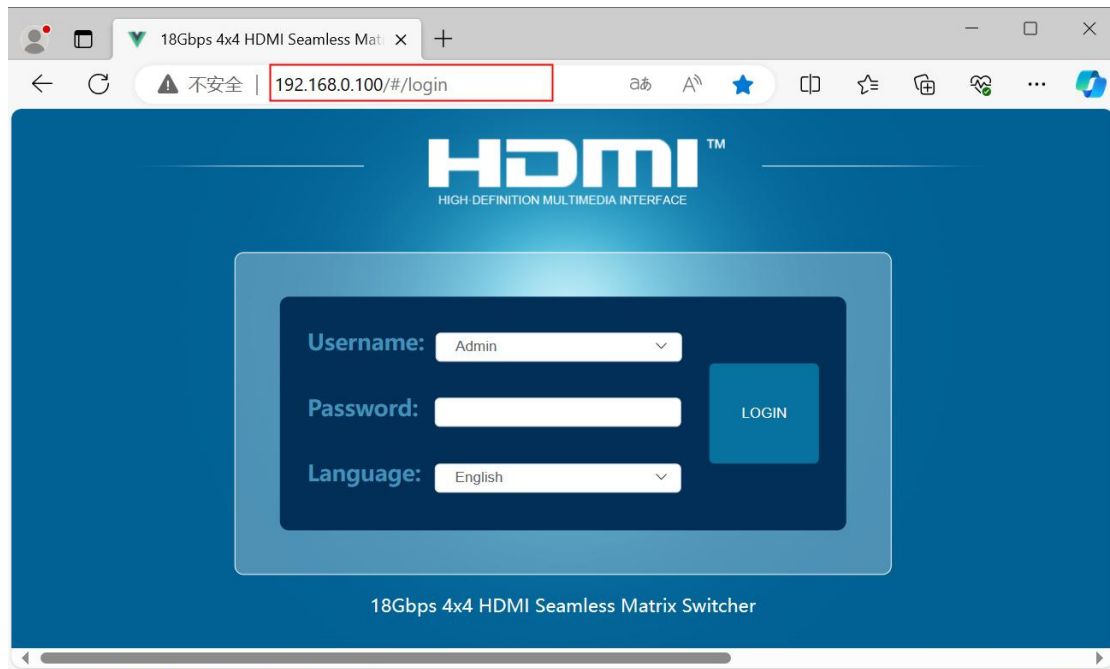 18Gbps 4x4 HDMI Seamless Mat
不安全 | 192.168.0.100/#/login
HDMI™
HIGH-DEFINITION MULTIMEDIA INTERFACE
Username: Admin
Password:
LOGIN
Language: English
18Gbps 4x4 HDMI Seamless Matrix Switcher